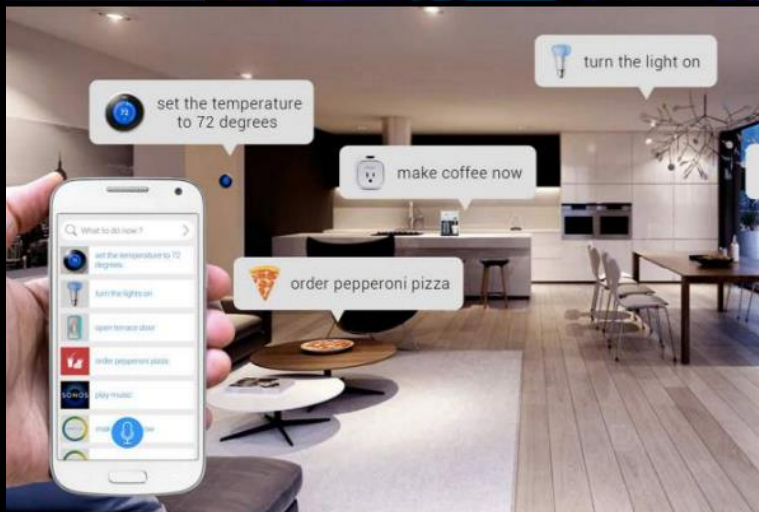 turn the light on
set the temperature
to 72 degrees
72
make coffee now
order pepperoni pizza
What to do now ?
set the temperature to 72
degrees
turn the lights on
open terrace door
order pepperoni pizza
SONOS
play music